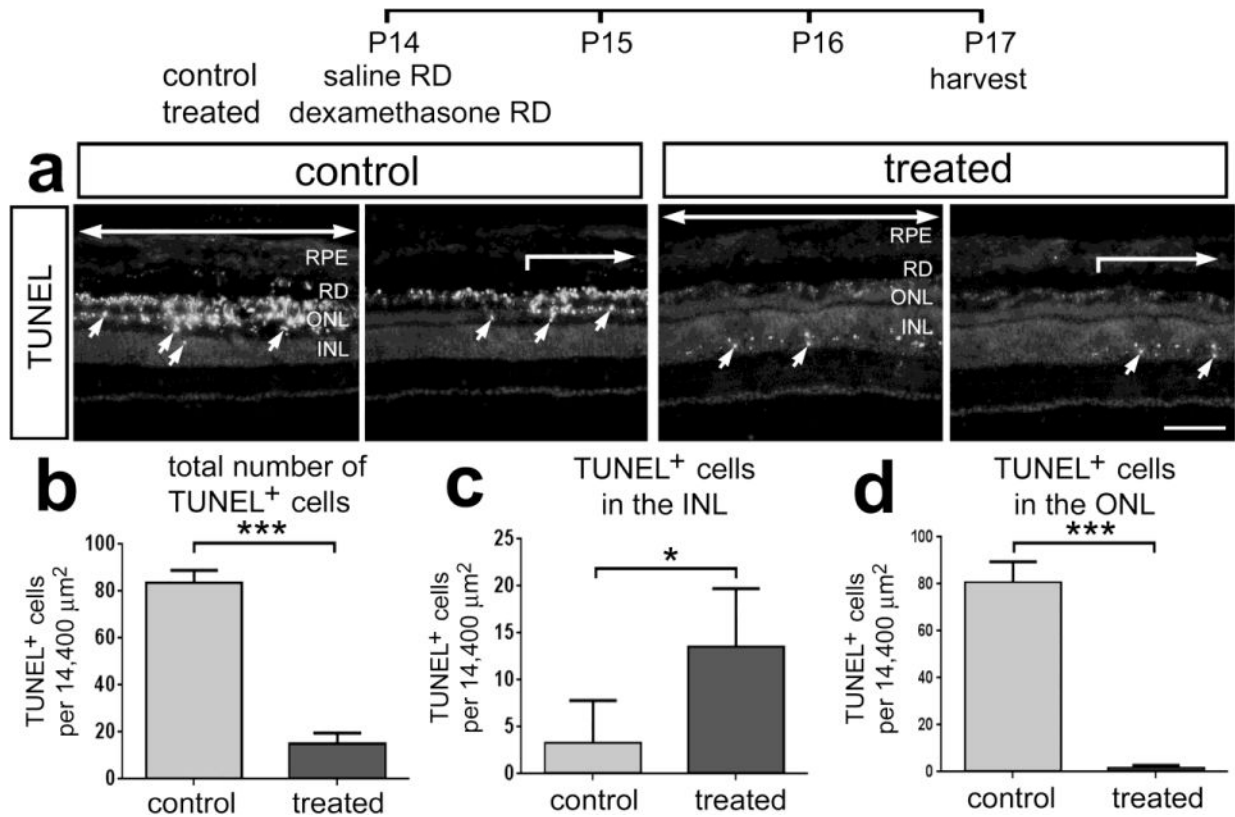 P14 P15 P16 P17
control saline RD harvest
treated dexamethasone RD
a control treated
TUNEL
RPE
RD
ONL
INL
RPE
RD
ONL
INL
b total number of
TUNEL⁺ cells
***
TUNEL⁺ cells
per 14,400 µm²
100
80
60
40
20
0
control treated
c TUNEL⁺ cells
in the INL
*
TUNEL⁺ cells
per 14,400 µm²
25
20
15
10
5
0
control treated
d TUNEL⁺ cells
in the ONL
***
TUNEL⁺ cells
per 14,400 µm²
100
80
60
40
20
0
control treated